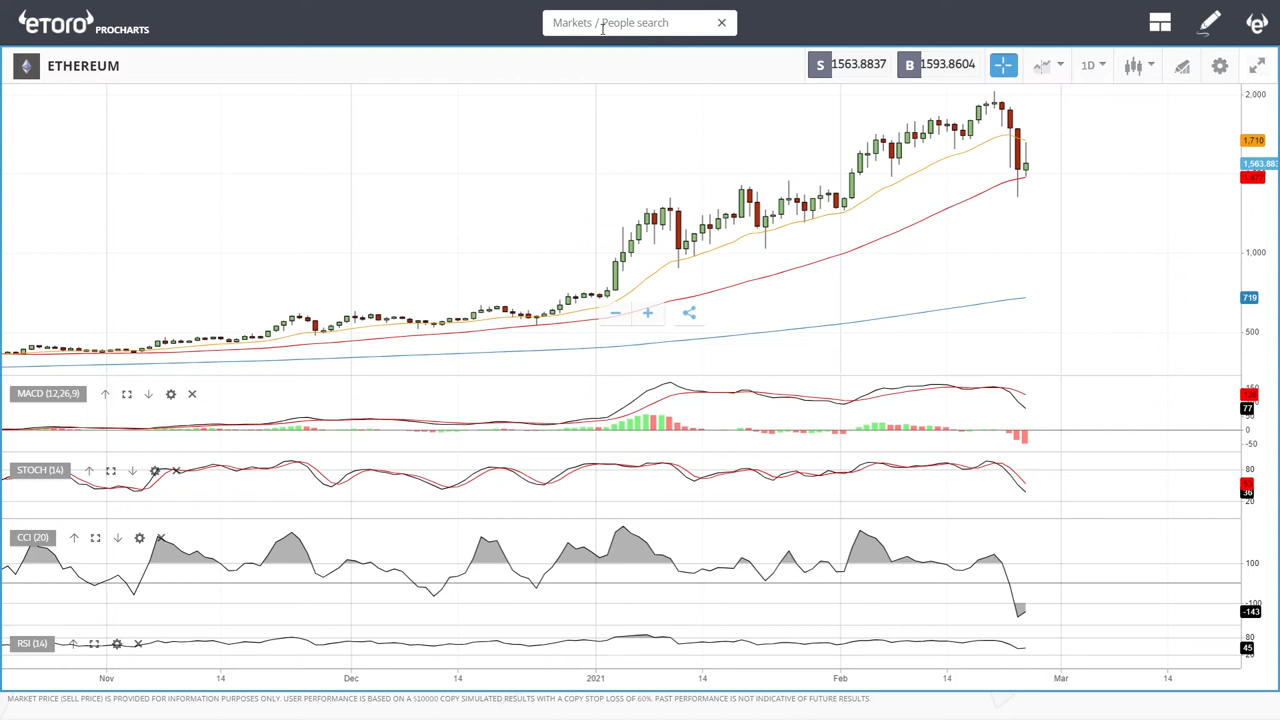 eToro PROCHARTS
Markets / People search
ETHEREUM
S 1563.8837 B 1593.8604
1D
2,000
1,710
1,563.883
1,000
719
500
MACD (12,26,9)
77
0
-50
STOCH (14)
80
20
CCI (20)
100
-100
-143
RSI (14)
80
45
Nov 14 Dec 14 2021 14 Feb 14 Mar 14
MARKET PRICE (SELL PRICE) IS PROVIDED FOR INFORMATION PURPOSES ONLY. USER PERFORMANCE IS BASED ON A $10000 COPY SIMULATED RESULTS WITH A COPY STOP LOSS OF 60%. PAST PERFORMANCE IS NOT INDICATIVE OF FUTURE RESULTS.